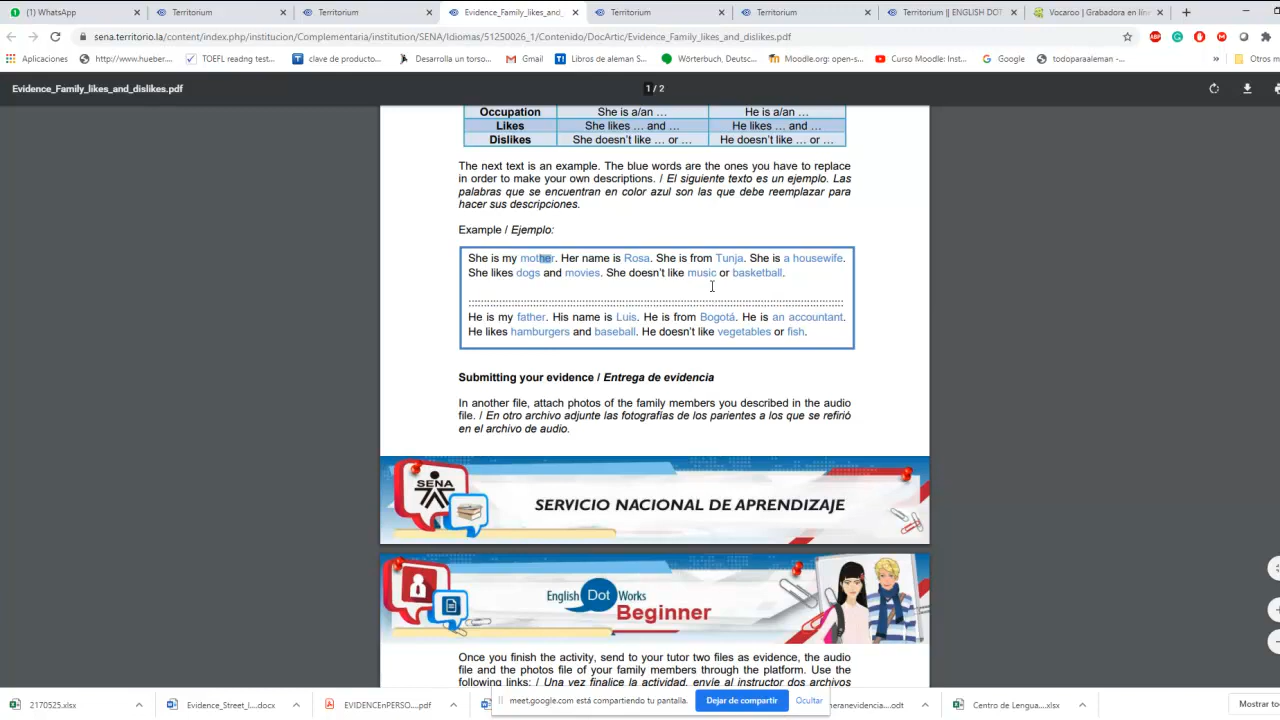 (1) WhatsApp
Territorium
Territorium
Evidence_Family_likes_and_
Territorium
Territorium
Territorium || ENGLISH DOT
Vocaroo | Grabadora en lín
sena.territorio.la/content/index.php/institucion/Complementaria/institution/SENA/Idiomas/51250026_1/Contenido/DocArtic/Evidence_Family_likes_and_dislikes.pdf
Aplicaciones
http://www.hueber...
TOEFL readng test...
clave de producto...
Desarrolla un torso...
Gmail
Libros de aleman S...
Wörterbuch, Deutsc...
Moodle.org: open-s...
Curso Moodle: Inst...
Google
todoparaaleman -...
»
Otros m
Evidence_Family_likes_and_dislikes.pdf
1 / 2
Occupation She is a/an … He is a/an …
Likes She likes … and … He likes … and …
Dislikes She doesn't like … or … He doesn't like … or …
The next text is an example. The blue words are the ones you have to replace
in order to make your own descriptions. / El siguiente texto es un ejemplo. Las
palabras que se encuentran en color azul son las que debe reemplazar para
hacer sus descripciones.
Example / Ejemplo:
She is my mother. Her name is Rosa. She is from Tunja. She is a housewife.
She likes dogs and movies. She doesn't like music or basketball.
He is my father. His name is Luis. He is from Bogotá. He is an accountant.
He likes hamburgers and baseball. He doesn't like vegetables or fish.
Submitting your evidence / Entrega de evidencia
In another file, attach photos of the family members you described in the audio
file. / En otro archivo adjunte las fotografías de los parientes a los que se refirió
en el archivo de audio.
SENA
SERVICIO NACIONAL DE APRENDIZAJE
English Dot Works
Beginner
Once you finish the activity, send to your tutor two files as evidence, the audio
file and the photos file of your family members through the platform. Use the
following links: / Una vez finalice la actividad, envíe al instructor dos archivos
meet.google.com está compartiendo tu pantalla.
Dejar de compartir
Ocultar
2170525.xlsx
Evidence_Street_l....docx
EVIDENCEnPERSO....pdf
meranevidencia....odt
Centro de Lengua....xlsx
Mostrar to